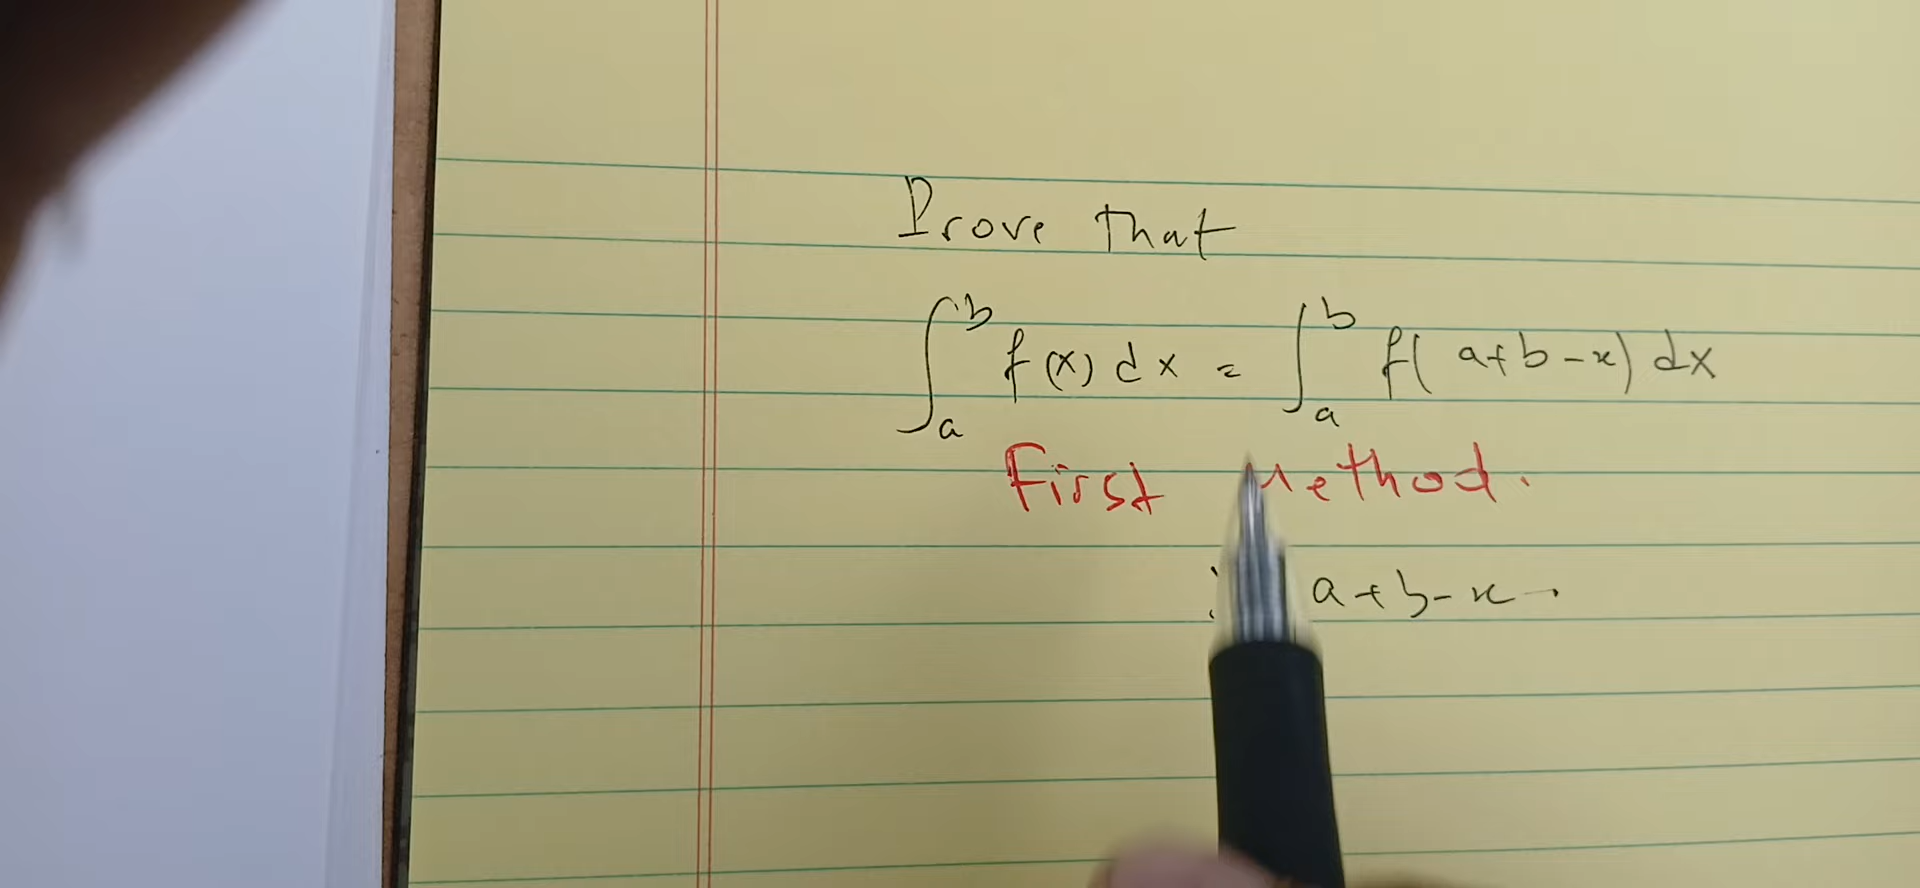 Prove that
∫_a^b f(x) dx = ∫_a^b f( a+b-x) dx
First Method.
a+b-x.